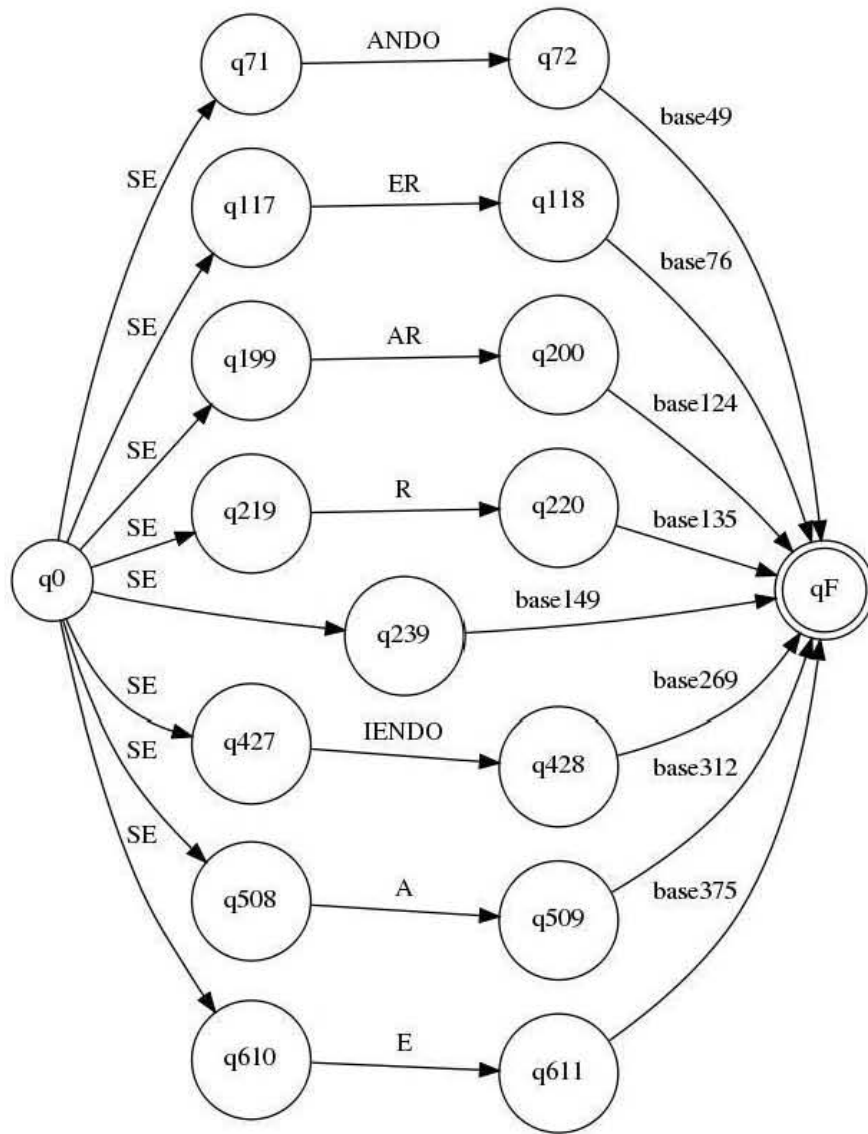 q71 ANDO q72
base49
SE
q117 ER q118
base76
SE
q199 AR q200
base124
SE
q219 R q220
SE base135
q0 qF
SE base149
q239
base269
SE
q427 IENDO q428
SE base312
SE
q508 A q509
base375
q610 E q611